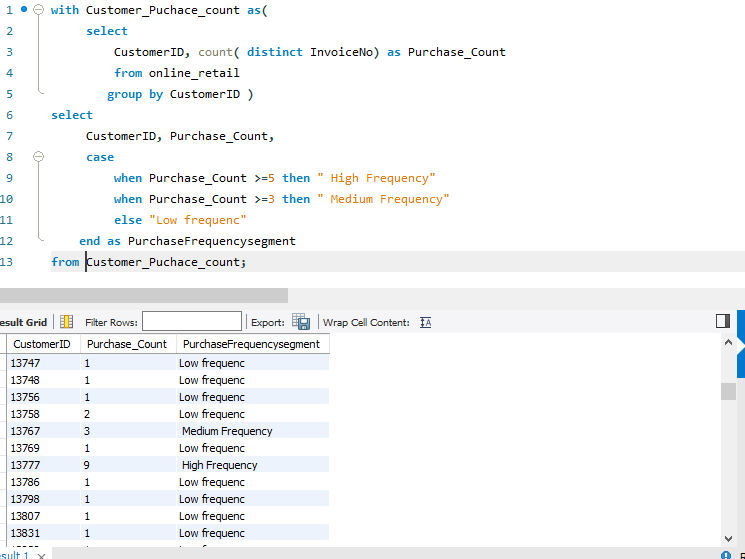 1 with Customer_Puchace_count as(
2 select
3 CustomerID, count( distinct InvoiceNo) as Purchase_Count
4 from online_retail
5 group by CustomerID )
6 select
7 CustomerID, Purchase_Count,
8 case
9 when Purchase_Count >=5 then " High Frequency"
10 when Purchase_Count >=3 then " Medium Frequency"
11 else "Low frequenc"
12 end as PurchaseFrequencysegment
13 from Customer_Puchace_count;
esult Grid Filter Rows: Export: Wrap Cell Content: IA
CustomerID Purchase_Count PurchaseFrequencysegment
13747 1 Low frequenc
13748 1 Low frequenc
13756 1 Low frequenc
13758 2 Low frequenc
13767 3 Medium Frequency
13769 1 Low frequenc
13777 9 High Frequency
13786 1 Low frequenc
13798 1 Low frequenc
13807 1 Low frequenc
13831 1 Low frequenc
sult 1 x R